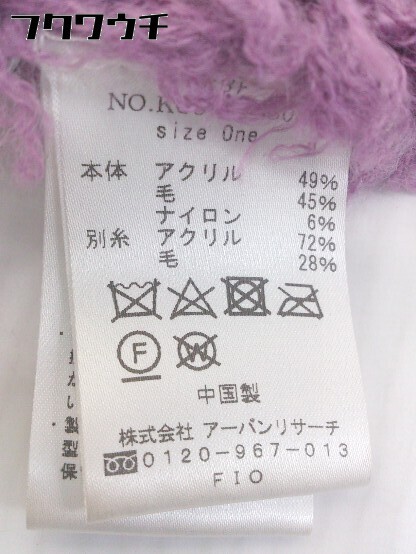 フクワウチ
size One
本体 アクリル 49%
毛 45%
ナイロン 6%
別糸 アクリル 72%
毛 28%
F W
中国製
株式会社 アーバンリサーチ
0120-967-013
FIO